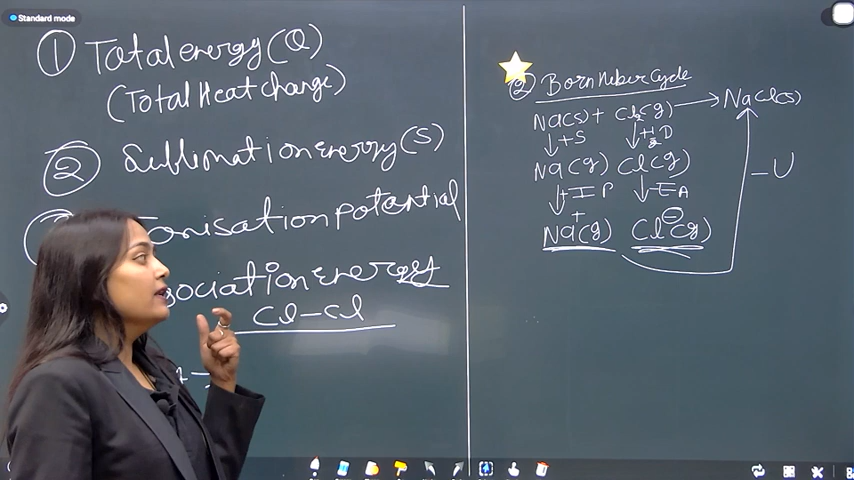 Standard mode
① Total energy (Q)
(Total Heat change)
② Sublimation energy (S)
onisation potential
sociation energy
Cl-Cl
② Born Haber Cycle
Na(s) + Cl₂(g) → NaCl(s)
↓+S ↓+½D
Na(g) Cl(g)
↓+IP ↓-EA
Na⁺(g) Cl⊖(g)
-U